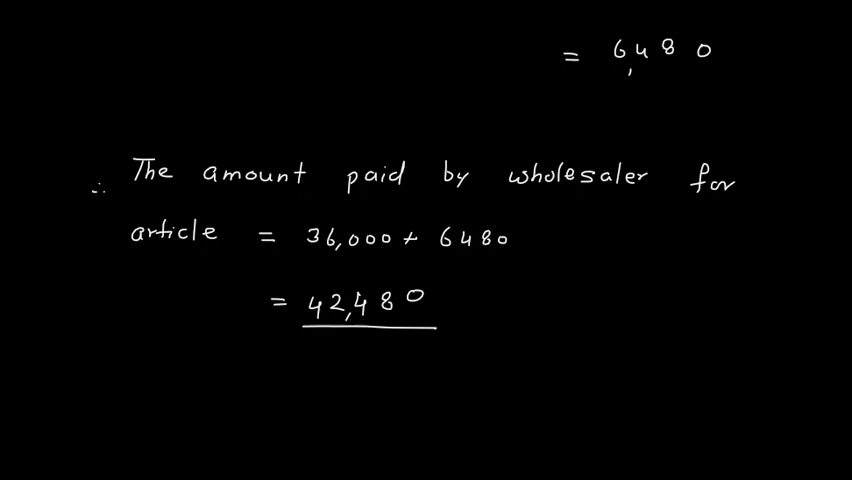 = 6,480
∴ The amount paid by wholesaler for
article = 36,000 + 6480
= 42,480